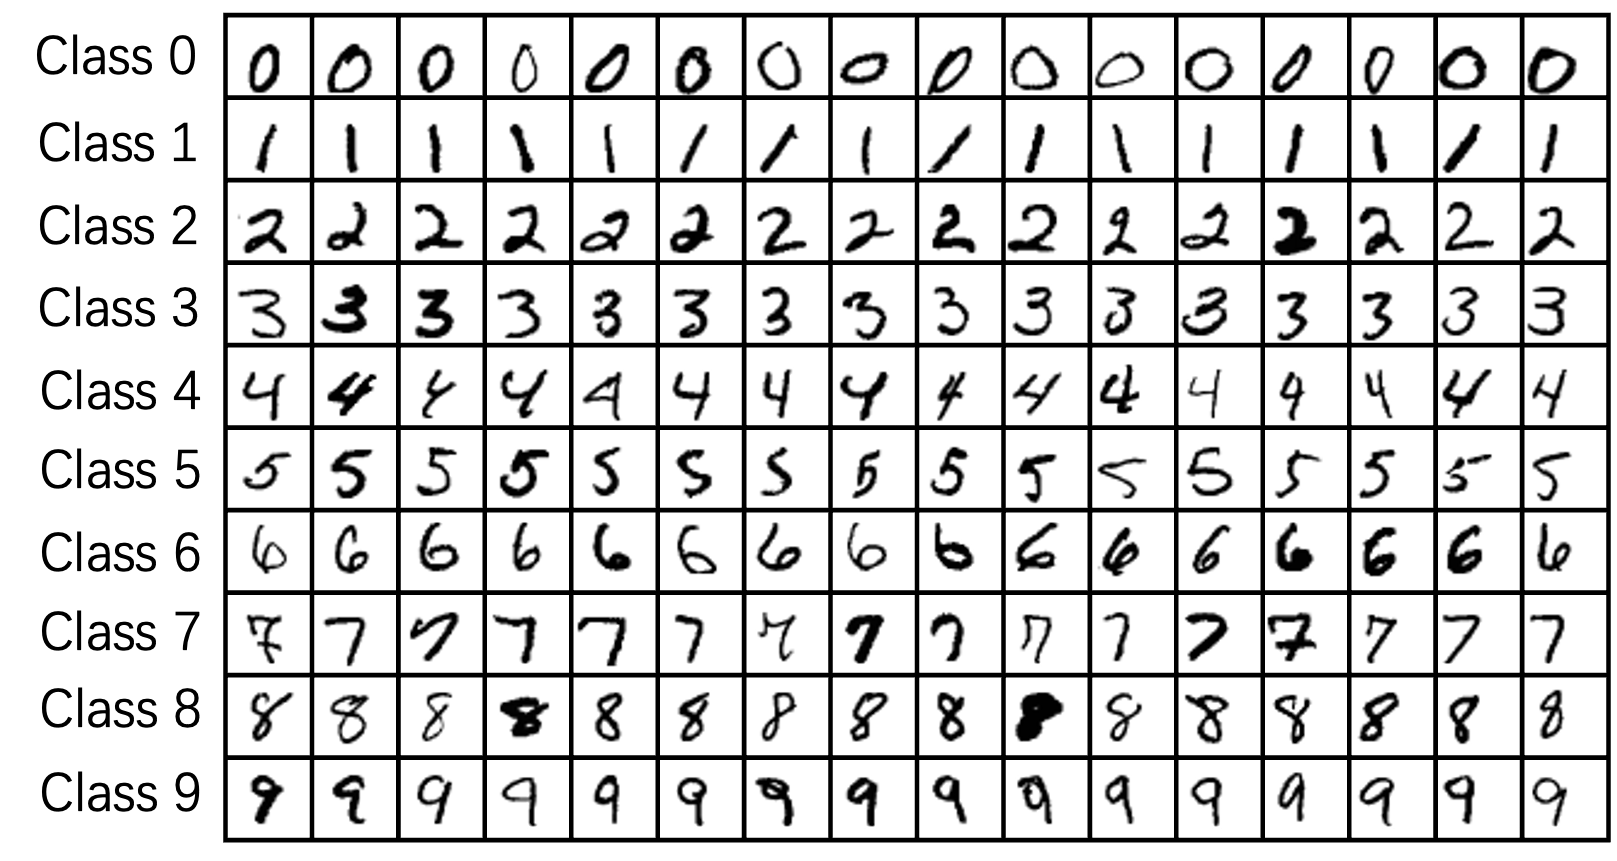 Class 0 0 0 0 0 0 0 0 0 0 0 0 0 0 0 0 0
Class 1 1 1 1 1 1 1 1 1 1 1 1 1 1 1 1 1
Class 2 2 2 2 2 2 2 2 2 2 2 2 2 2 2 2 2
Class 3 3 3 3 3 3 3 3 3 3 3 3 3 3 3 3 3
Class 4 4 4 4 4 4 4 4 4 4 4 4 4 4 4 4 4
Class 5 5 5 5 5 5 5 5 5 5 5 5 5 5 5 5 5
Class 6 6 6 6 6 6 6 6 6 6 6 6 6 6 6 6 6
Class 7 7 7 7 7 7 7 7 7 7 7 7 7 7 7 7 7
Class 8 8 8 8 8 8 8 8 8 8 8 8 8 8 8 8 8
Class 9 9 9 9 9 9 9 9 9 9 9 9 9 9 9 9 9